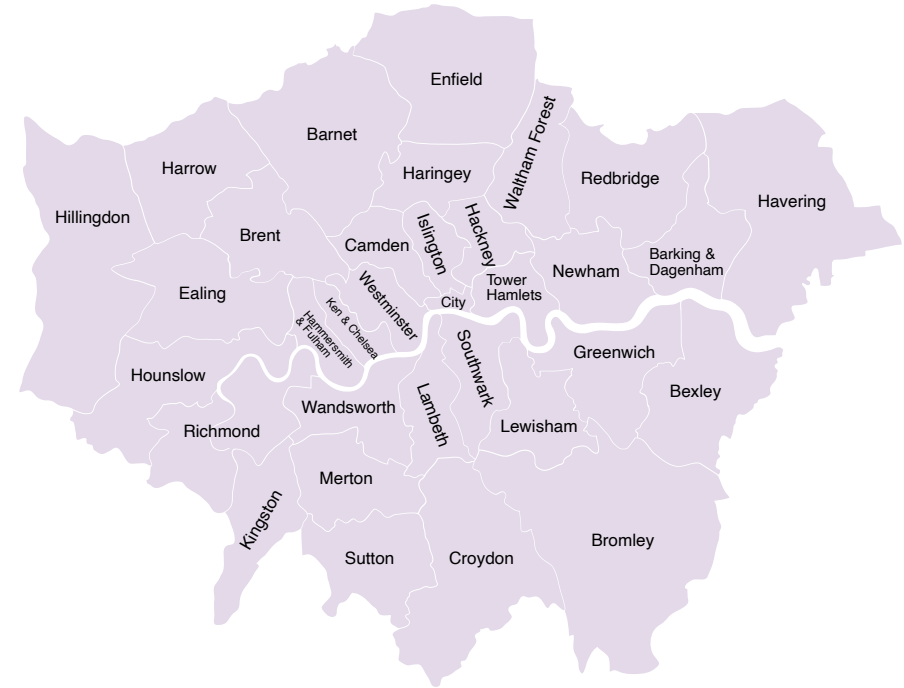 Enfield
Barnet
Haringey
Waltham Forest
Harrow
Redbridge
Havering
Hillingdon
Brent
Camden
Islington
Hackney
Newham
Barking &
Dagenham
Ealing
Westminster
Tower
Hamlets
City
Ken & Chelsea
Hammersmith
& Fulham
Hounslow
Southwark
Greenwich
Bexley
Richmond
Wandsworth
Lambeth
Lewisham
Merton
Kingston
Sutton
Croydon
Bromley